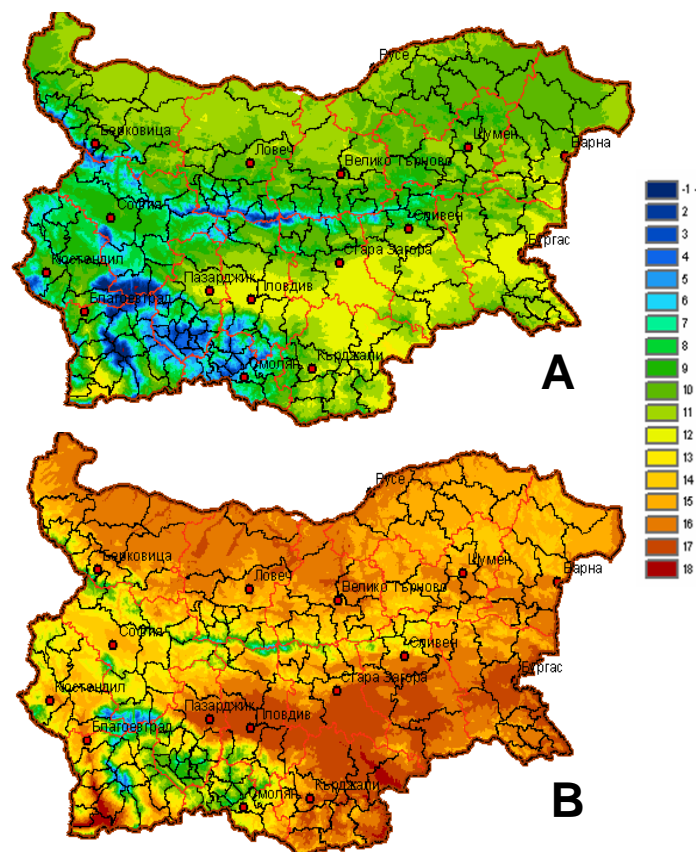 Русе
Берковица
Шумен
Варна
Ловеч
Велико Търново
София
Сливен
Бургас
Кюстендил
Стара Загора
Пазарджик
Пловдив
Благоевград
Кърджали
Смолян
A
-1 -
2
3
4
5
6
7
8
9
10
11
12
13
14
15
16
17
18
Русе
Берковица
Шумен
Варна
Ловеч
Велико Търново
София
Сливен
Бургас
Кюстендил
Стара Загора
Пазарджик
Пловдив
Благоевград
Кърджали
Смолян
B